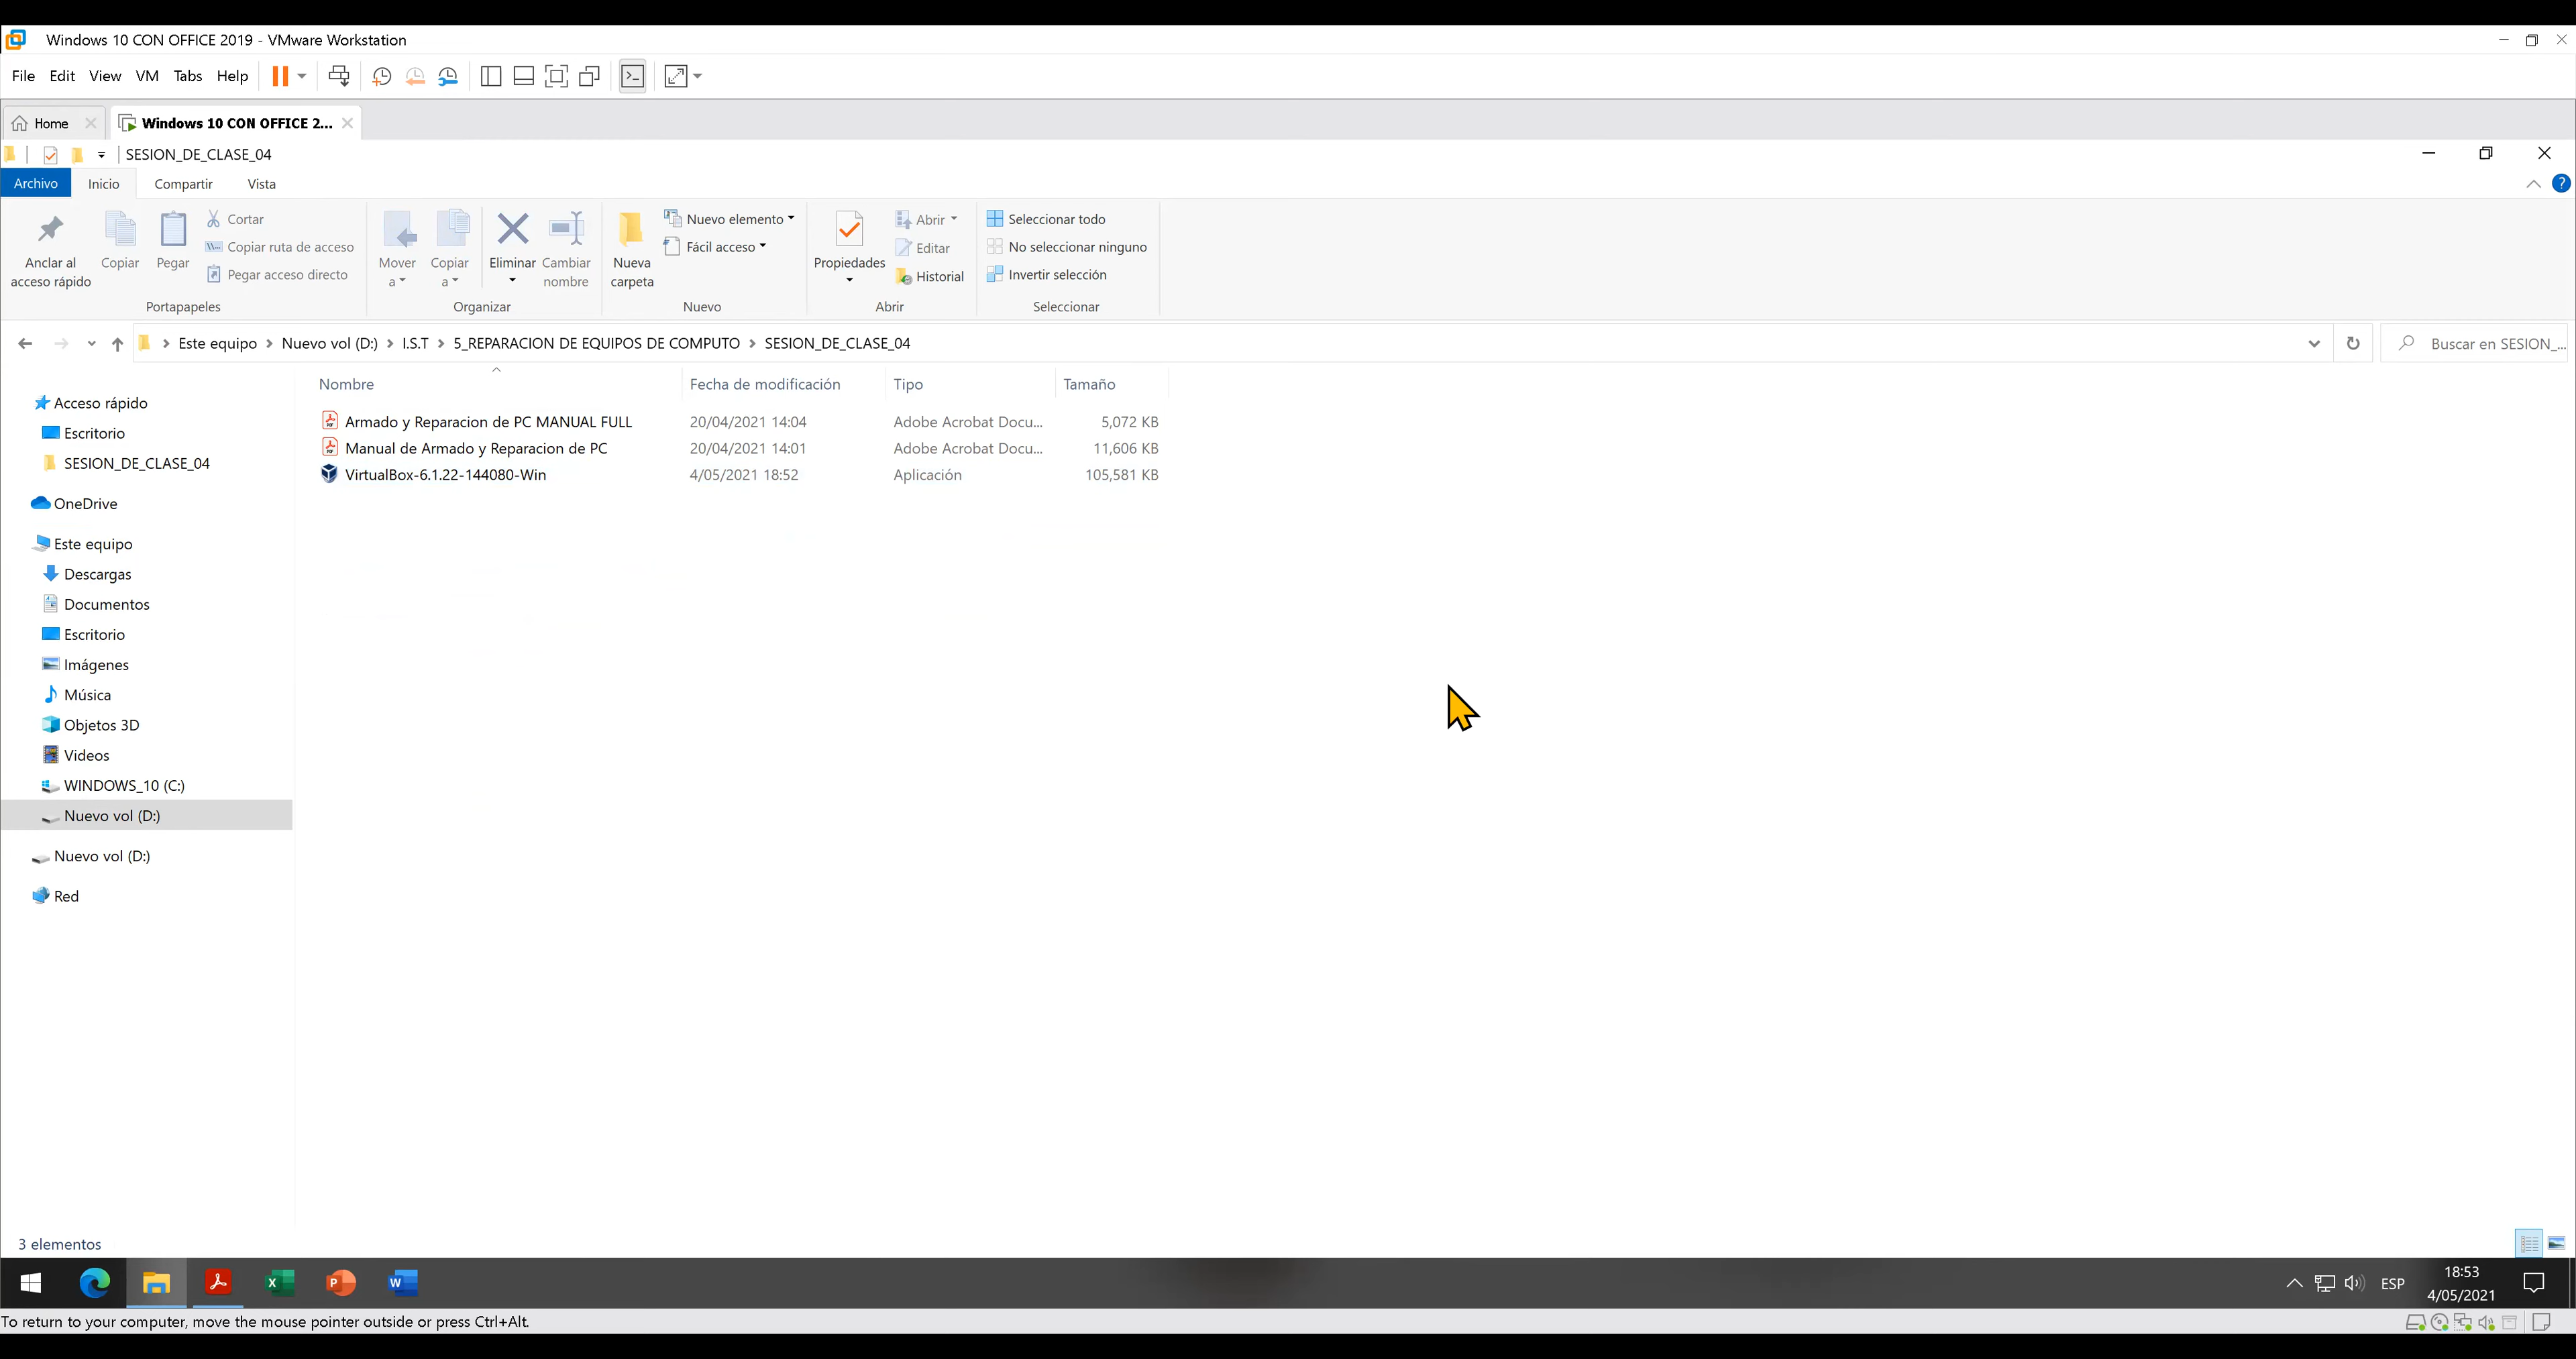 Windows 10 CON OFFICE 2019 - VMware Workstation
File Edit View VM Tabs Help
Home Windows 10 CON OFFICE 2...
SESION_DE_CLASE_04
Archivo Inicio Compartir Vista
Anclar al acceso rápido
Copiar
Pegar
Cortar
Copiar ruta de acceso
Pegar acceso directo
Portapapeles
Mover a
Copiar a
Eliminar
Cambiar nombre
Organizar
Nueva carpeta
Nuevo elemento
Fácil acceso
Nuevo
Propiedades
Abrir
Editar
Historial
Abrir
Seleccionar todo
No seleccionar ninguno
Invertir selección
Seleccionar
Este equipo > Nuevo vol (D:) > I.S.T > 5_REPARACION DE EQUIPOS DE COMPUTO > SESION_DE_CLASE_04
Buscar en SESION_...
Acceso rápido
Escritorio
SESION_DE_CLASE_04
OneDrive
Este equipo
Descargas
Documentos
Escritorio
Imágenes
Música
Objetos 3D
Videos
WINDOWS_10 (C:)
Nuevo vol (D:)
Nuevo vol (D:)
Red
Nombre Fecha de modificación Tipo Tamaño
Armado y Reparacion de PC MANUAL FULL 20/04/2021 14:04 Adobe Acrobat Docu... 5,072 KB
Manual de Armado y Reparacion de PC 20/04/2021 14:01 Adobe Acrobat Docu... 11,606 KB
VirtualBox-6.1.22-144080-Win 4/05/2021 18:52 Aplicación 105,581 KB
3 elementos
ESP
18:53
4/05/2021
To return to your computer, move the mouse pointer outside or press Ctrl+Alt.